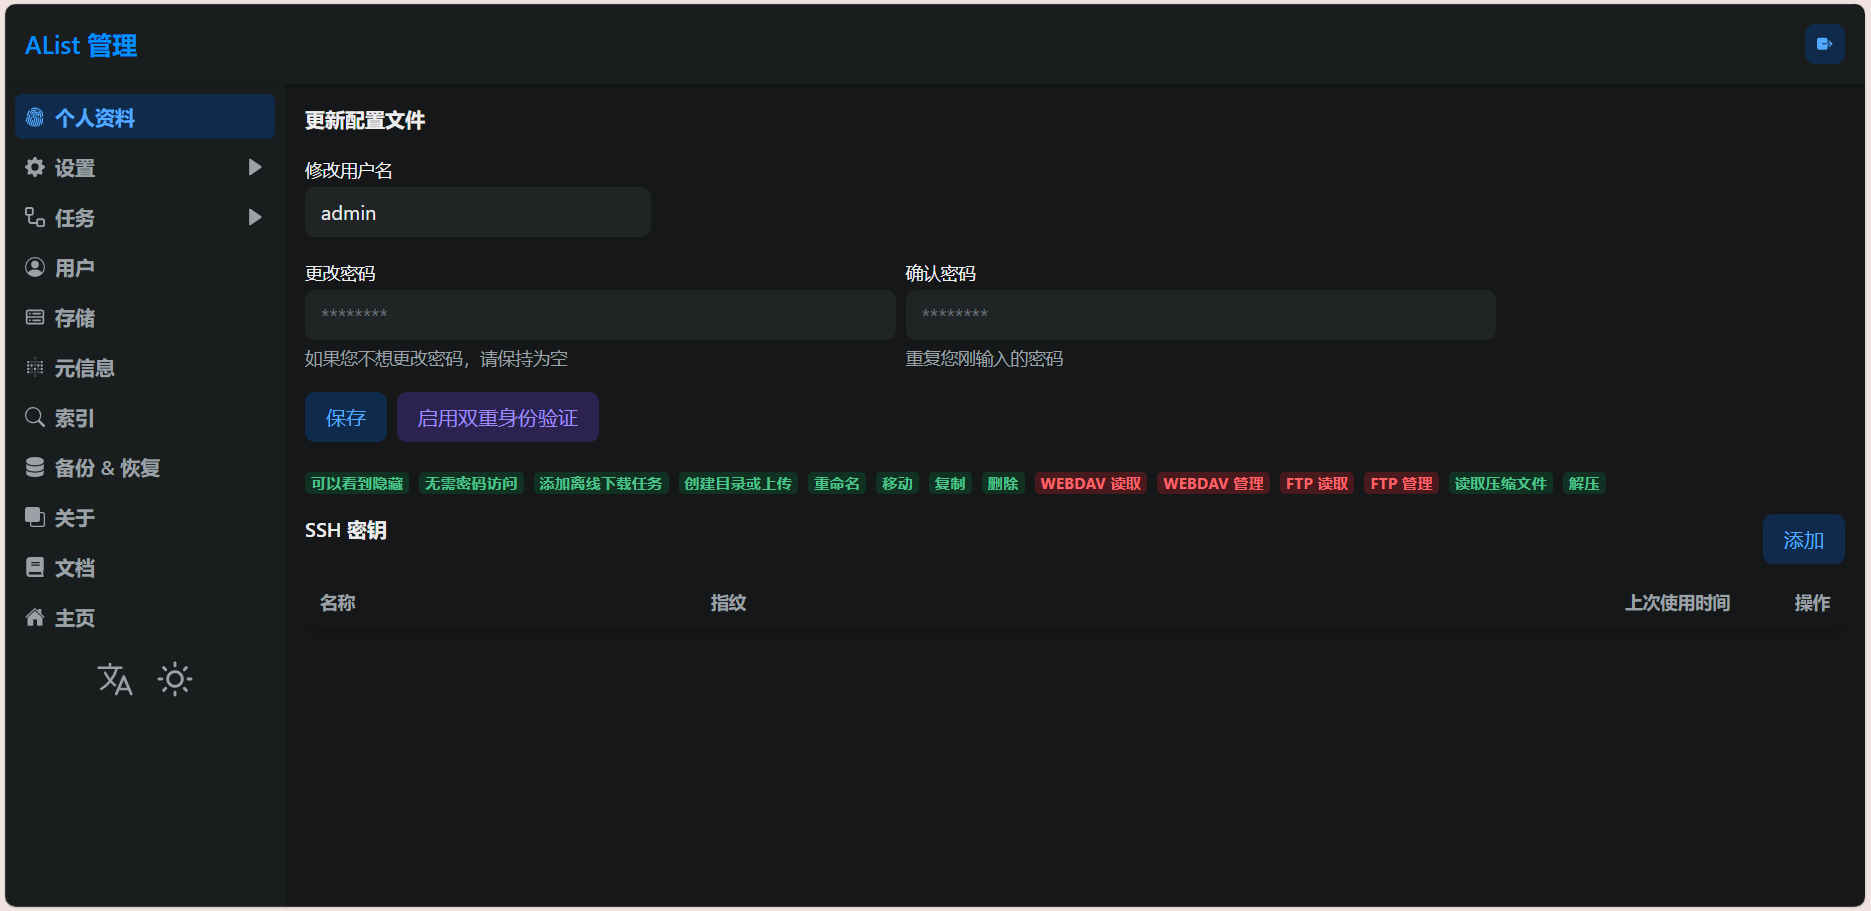 AList 管理
个人资料
设置
任务
用户
存储
元信息
索引
备份 & 恢复
关于
文档
主页
更新配置文件
修改用户名
admin
更改密码 确认密码
******** ********
如果您不想更改密码，请保持为空 重复您刚输入的密码
保存 启用双重身份验证
可以看到隐藏 无需密码访问 添加离线下载任务 创建目录或上传 重命名 移动 复制 删除 WEBDAV 读取 WEBDAV 管理 FTP 读取 FTP 管理 读取压缩文件 解压
SSH 密钥 添加
名称 指纹 上次使用时间 操作